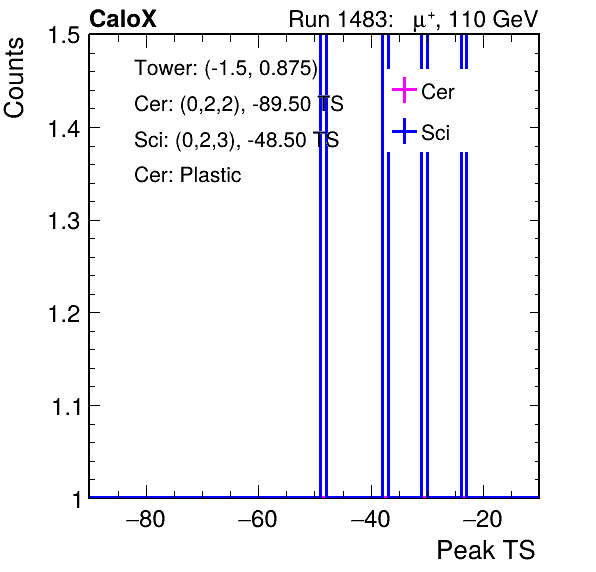 CaloX Run 1483: μ⁺, 110 GeV
Counts
1.5
1.4
1.3
1.2
1.1
1
Tower: (-1.5, 0.875)
Cer: (0,2,2), -89.50 TS
Sci: (0,2,3), -48.50 TS
Cer: Plastic
Cer
Sci
−80 −60 −40 −20
Peak TS